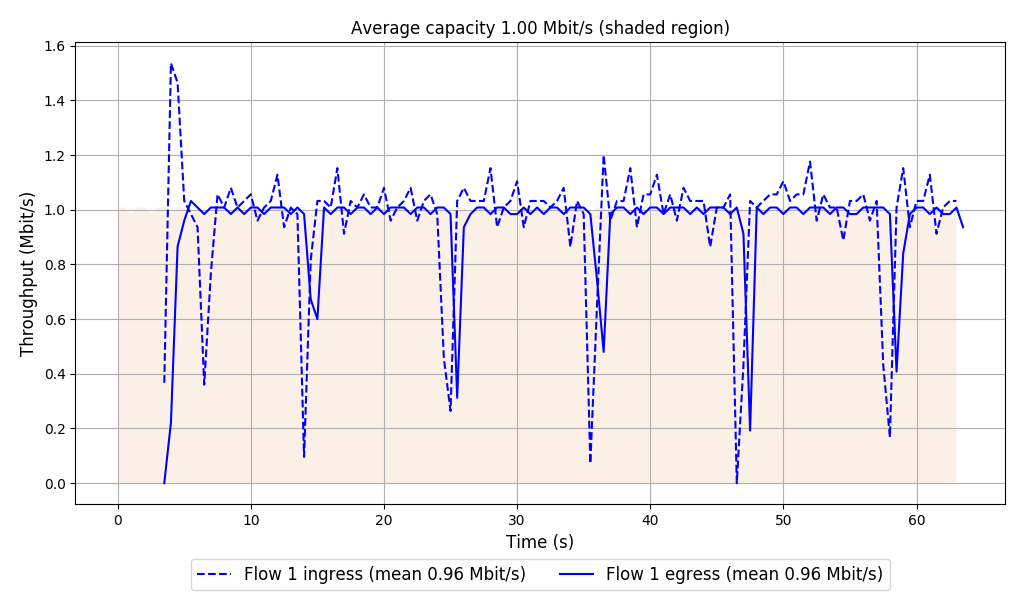 Average capacity 1.00 Mbit/s (shaded region)
Throughput (Mbit/s)
1.6
1.4
1.2
1.0
0.8
0.6
0.4
0.2
0.0
0 10 20 30 40 50 60
Time (s)
Flow 1 ingress (mean 0.96 Mbit/s) Flow 1 egress (mean 0.96 Mbit/s)